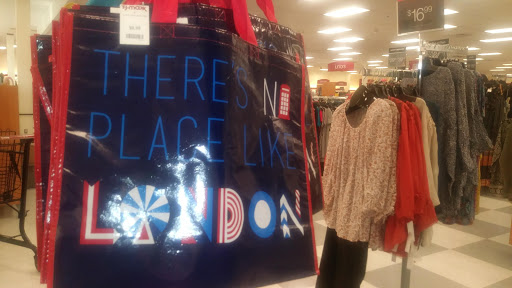 THERE'S NO
PLACE LIKE
LONDON
$16.99